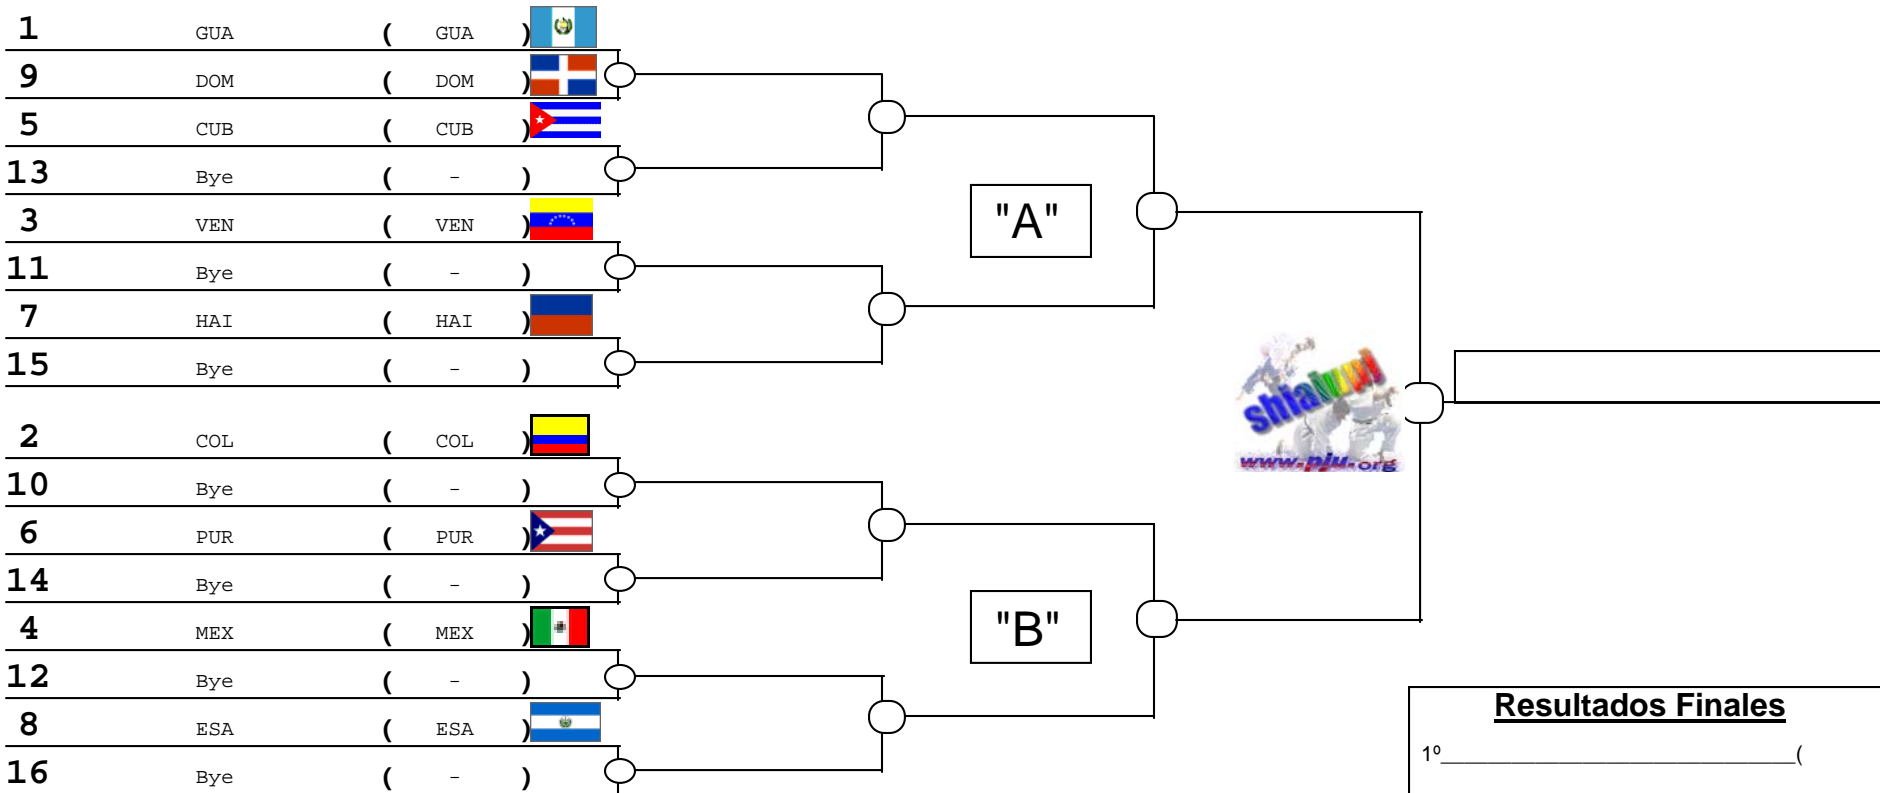 1 GUA ( GUA )
9 DOM ( DOM )
5 CUB ( CUB )
13 Bye ( - )
3 VEN ( VEN )
11 Bye ( - )
7 HAI ( HAI )
15 Bye ( - )
"A"
shiai
www.pju.org
2 COL ( COL )
10 Bye ( - )
6 PUR ( PUR )
14 Bye ( - )
4 MEX ( MEX )
12 Bye ( - )
8 ESA ( ESA )
16 Bye ( - )
"B"
Resultados Finales
1º________________________________(